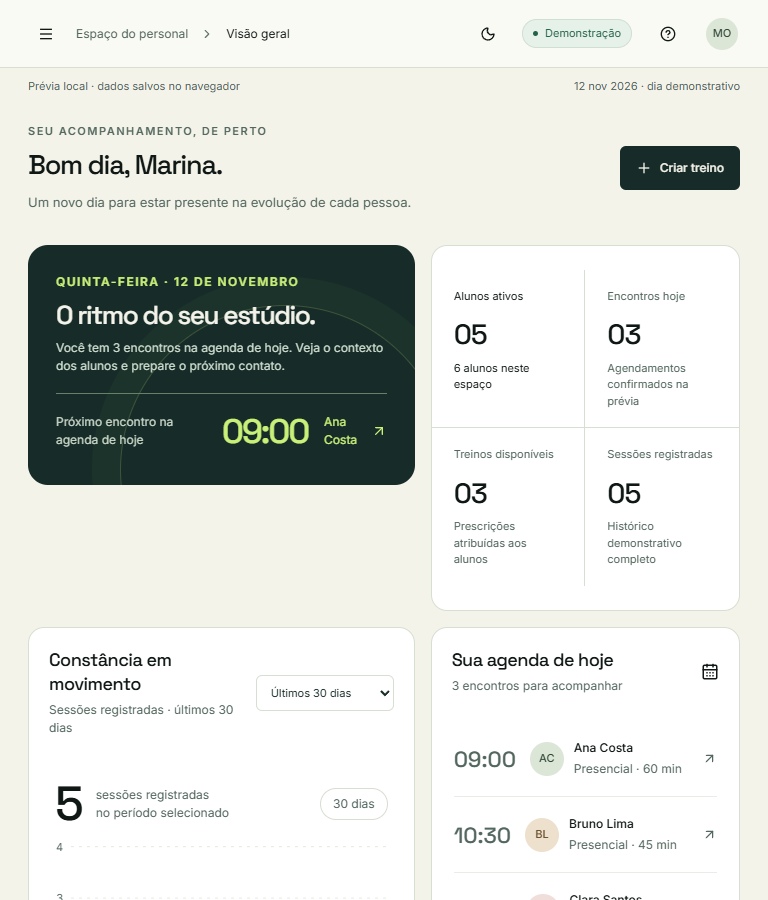 Espaço do personal
Visão geral
Demonstração
MO
Prévia local · dados salvos no navegador
12 nov 2026 · dia demonstrativo
SEU ACOMPANHAMENTO, DE PERTO
Bom dia, Marina.
Um novo dia para estar presente na evolução de cada pessoa.
Criar treino
QUINTA-FEIRA · 12 DE NOVEMBRO
O ritmo do seu estúdio.
Você tem 3 encontros na agenda de hoje. Veja o contexto
dos alunos e prepare o próximo contato.
Próximo encontro na
agenda de hoje
09:00
Ana
Costa
Alunos ativos
05
6 alunos neste
espaço
Encontros hoje
03
Agendamentos
confirmados na
prévia
Treinos disponíveis
03
Prescrições
atribuídas aos
alunos
Sessões registradas
05
Histórico
demonstrativo
completo
Constância em
movimento
Sessões registradas · últimos 30
dias
Últimos 30 dias
5
sessões registradas
no período selecionado
30 dias
4
3
Sua agenda de hoje
3 encontros para acompanhar
09:00
AC
Ana Costa
Presencial · 60 min
10:30
BL
Bruno Lima
Presencial · 45 min
Clara Santos